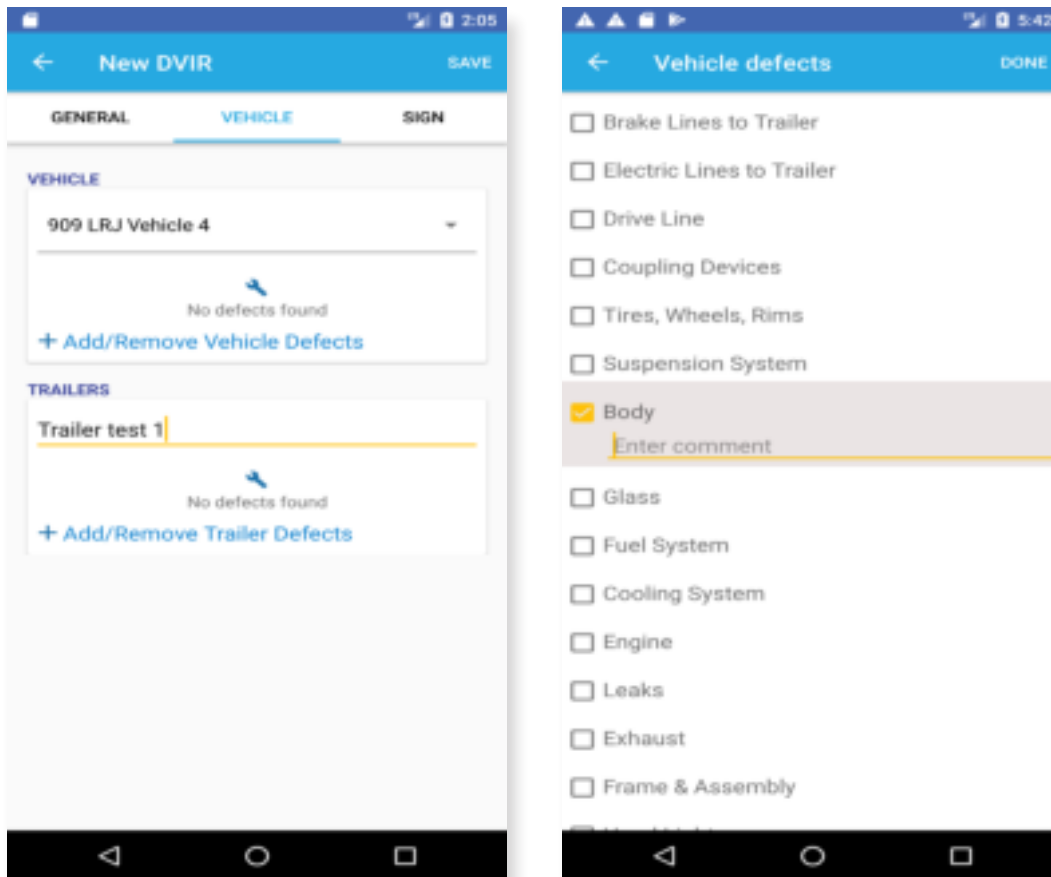 2:05
New DVIR
SAVE
GENERAL
VEHICLE
SIGN
VEHICLE
909 LRJ Vehicle 4
No defects found
+ Add/Remove Vehicle Defects
TRAILERS
Trailer test 1
No defects found
+ Add/Remove Trailer Defects
5:42
Vehicle defects
DONE
Brake Lines to Trailer
Electric Lines to Trailer
Drive Line
Coupling Devices
Tires, Wheels, Rims
Suspension System
Body
Enter comment
Glass
Fuel System
Cooling System
Engine
Leaks
Exhaust
Frame & Assembly